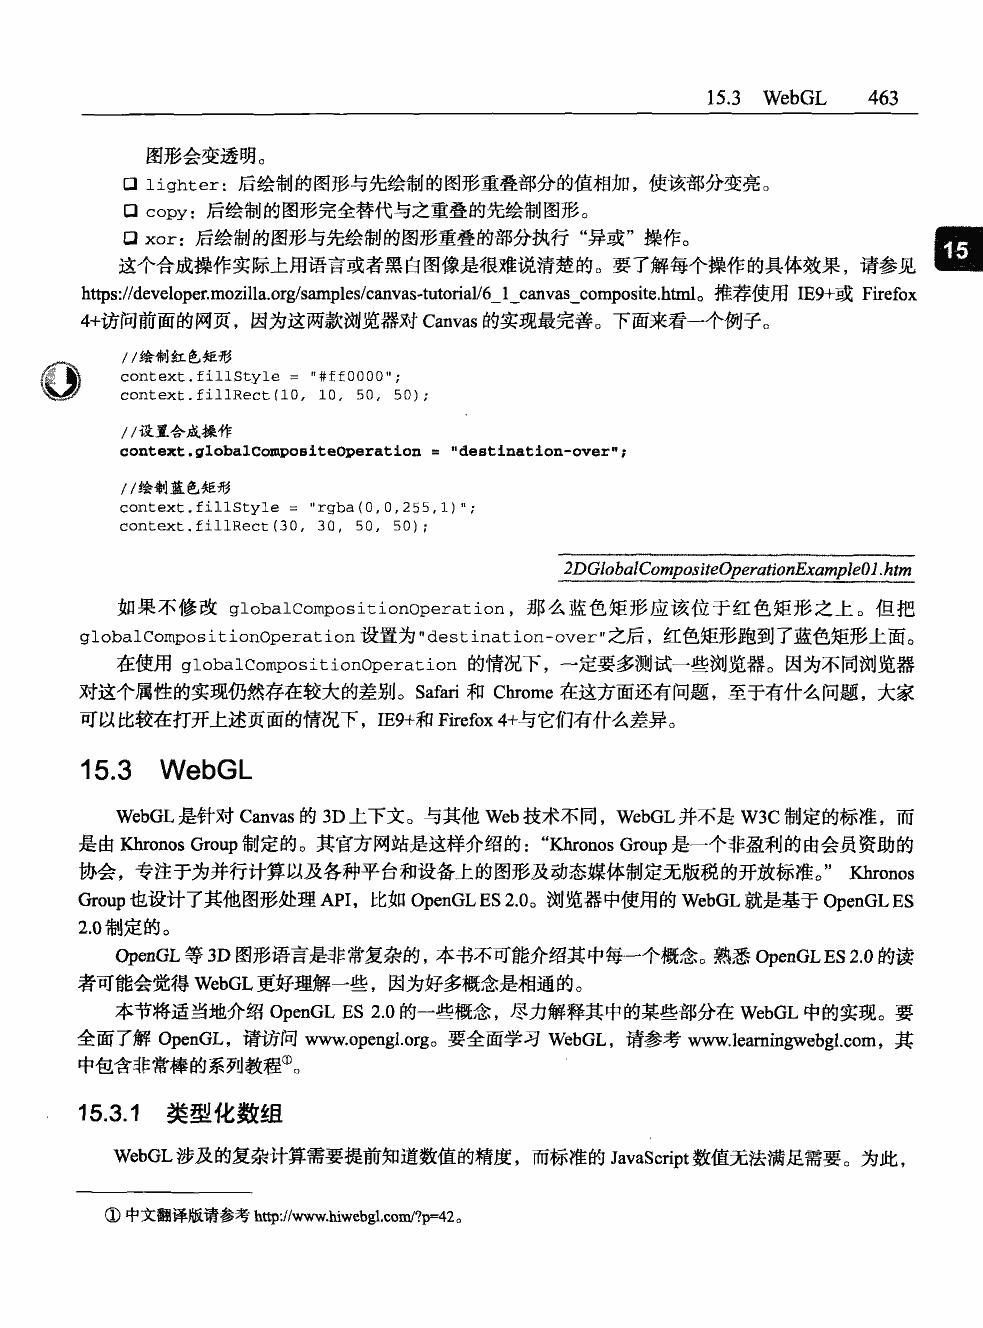 15.3 WebGL 463
图形会变透明。
❑ lighter：后绘制的图形与先绘制的图形重叠部分的值相加，使该部分变亮。
❑ copy：后绘制的图形完全替代与之重叠的先绘制图形。
❑ xor：后绘制的图形与先绘制的图形重叠的部分执行“异或”操作。
15
这个合成操作实际上用语言或者黑白图像是很难说清楚的。要了解每个操作的具体效果，请参见
https://developer.mozilla.org/samples/canvas-tutorial/6_1_canvas_composite.html。推荐使用 IE9+或 Firefox
4+访问前面的网页，因为这两款浏览器对 Canvas 的实现最完善。下面来看一个例子。
//绘制红色矩形
context.fillStyle = "#ff0000";
context.fillRect(10, 10, 50, 50);
//设置合成操作
context.globalCompositeOperation = "destination-over";
//绘制蓝色矩形
context.fillStyle = "rgba(0,0,255,1)";
context.fillRect(30, 30, 50, 50);
2DGlobalCompositeOperationExample01.htm
如果不修改 globalCompositionOperation，那么蓝色矩形应该位于红色矩形之上。但把
globalCompositionOperation 设置为"destination-over"之后，红色矩形跑到了蓝色矩形上面。
在使用 globalCompositionOperation 的情况下，一定要多测试一些浏览器。因为不同浏览器
对这个属性的实现仍然存在较大的差别。Safari 和 Chrome 在这方面还有问题，至于有什么问题，大家
可以比较在打开上述页面的情况下，IE9+和 Firefox 4+与它们有什么差异。
15.3 WebGL
WebGL 是针对 Canvas 的 3D 上下文。与其他 Web 技术不同，WebGL 并不是 W3C 制定的标准，而
是由 Khronos Group 制定的。其官方网站是这样介绍的：“Khronos Group 是一个非盈利的由会员资助的
协会，专注于为并行计算以及各种平台和设备上的图形及动态媒体制定无版税的开放标准。” Khronos
Group 也设计了其他图形处理 API，比如 OpenGL ES 2.0。浏览器中使用的 WebGL 就是基于 OpenGL ES
2.0 制定的。
OpenGL 等 3D 图形语言是非常复杂的，本书不可能介绍其中每一个概念。熟悉 OpenGL ES 2.0 的读
者可能会觉得 WebGL 更好理解一些，因为好多概念是相通的。
本节将适当地介绍 OpenGL ES 2.0 的一些概念，尽力解释其中的某些部分在 WebGL 中的实现。要
全面了解 OpenGL，请访问 www.opengl.org。要全面学习 WebGL，请参考 www.learningwebgl.com，其
中包含非常棒的系列教程①。
15.3.1 类型化数组
WebGL 涉及的复杂计算需要提前知道数值的精度，而标准的 JavaScript 数值无法满足需要。为此，
① 中文翻译版请参考 http://www.hiwebgl.com/?p=42。